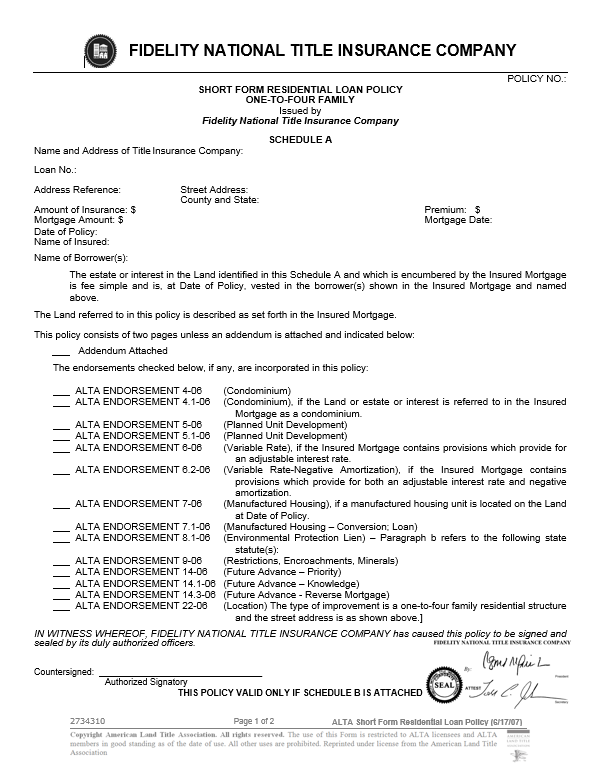 FIDELITY NATIONAL TITLE INSURANCE COMPANY
POLICY NO.:
SHORT FORM RESIDENTIAL LOAN POLICY
ONE-TO-FOUR FAMILY
Issued by
Fidelity National Title Insurance Company
SCHEDULE A
Name and Address of Title Insurance Company:
Loan No.:
Address Reference: Street Address:
County and State:
Amount of Insurance: $ Premium: $
Mortgage Amount: $ Mortgage Date:
Date of Policy:
Name of Insured:
Name of Borrower(s):
The estate or interest in the Land identified in this Schedule A and which is encumbered by the Insured Mortgage
is fee simple and is, at Date of Policy, vested in the borrower(s) shown in the Insured Mortgage and named
above.
The Land referred to in this policy is described as set forth in the Insured Mortgage.
This policy consists of two pages unless an addendum is attached and indicated below:
___ Addendum Attached
The endorsements checked below, if any, are incorporated in this policy:
___ ALTA ENDORSEMENT 4-06 (Condominium)
___ ALTA ENDORSEMENT 4.1-06 (Condominium), if the Land or estate or interest is referred to in the Insured
Mortgage as a condominium.
___ ALTA ENDORSEMENT 5-06 (Planned Unit Development)
___ ALTA ENDORSEMENT 5.1-06 (Planned Unit Development)
___ ALTA ENDORSEMENT 6-06 (Variable Rate), if the Insured Mortgage contains provisions which provide for
an adjustable interest rate.
___ ALTA ENDORSEMENT 6.2-06 (Variable Rate-Negative Amortization), if the Insured Mortgage contains
provisions which provide for both an adjustable interest rate and negative
amortization.
___ ALTA ENDORSEMENT 7-06 (Manufactured Housing), if a manufactured housing unit is located on the Land
at Date of Policy.
___ ALTA ENDORSEMENT 7.1-06 (Manufactured Housing – Conversion; Loan)
___ ALTA ENDORSEMENT 8.1-06 (Environmental Protection Lien) – Paragraph b refers to the following state
statute(s):
___ ALTA ENDORSEMENT 9-06 (Restrictions, Encroachments, Minerals)
___ ALTA ENDORSEMENT 14-06 (Future Advance – Priority)
___ ALTA ENDORSEMENT 14.1-06 (Future Advance – Knowledge)
___ ALTA ENDORSEMENT 14.3-06 (Future Advance - Reverse Mortgage)
___ ALTA ENDORSEMENT 22-06 (Location) The type of improvement is a one-to-four family residential structure
and the street address is as shown above.]
IN WITNESS WHEREOF, FIDELITY NATIONAL TITLE INSURANCE COMPANY has caused this policy to be signed and
sealed by its duly authorized officers.
FIDELITY NATIONAL TITLE INSURANCE COMPANY
By:
President
Countersigned:
Authorized Signatory
SEAL
ATTEST
Secretary
THIS POLICY VALID ONLY IF SCHEDULE B IS ATTACHED
2734310 Page 1 of 2 ALTA Short Form Residential Loan Policy (6/17/07)
Copyright American Land Title Association. All rights reserved. The use of this Form is restricted to ALTA licensees and ALTA
members in good standing as of the date of use. All other uses are prohibited. Reprinted under license from the American Land Title
Association
AMERICAN
LAND TITLE
ASSOCIATION